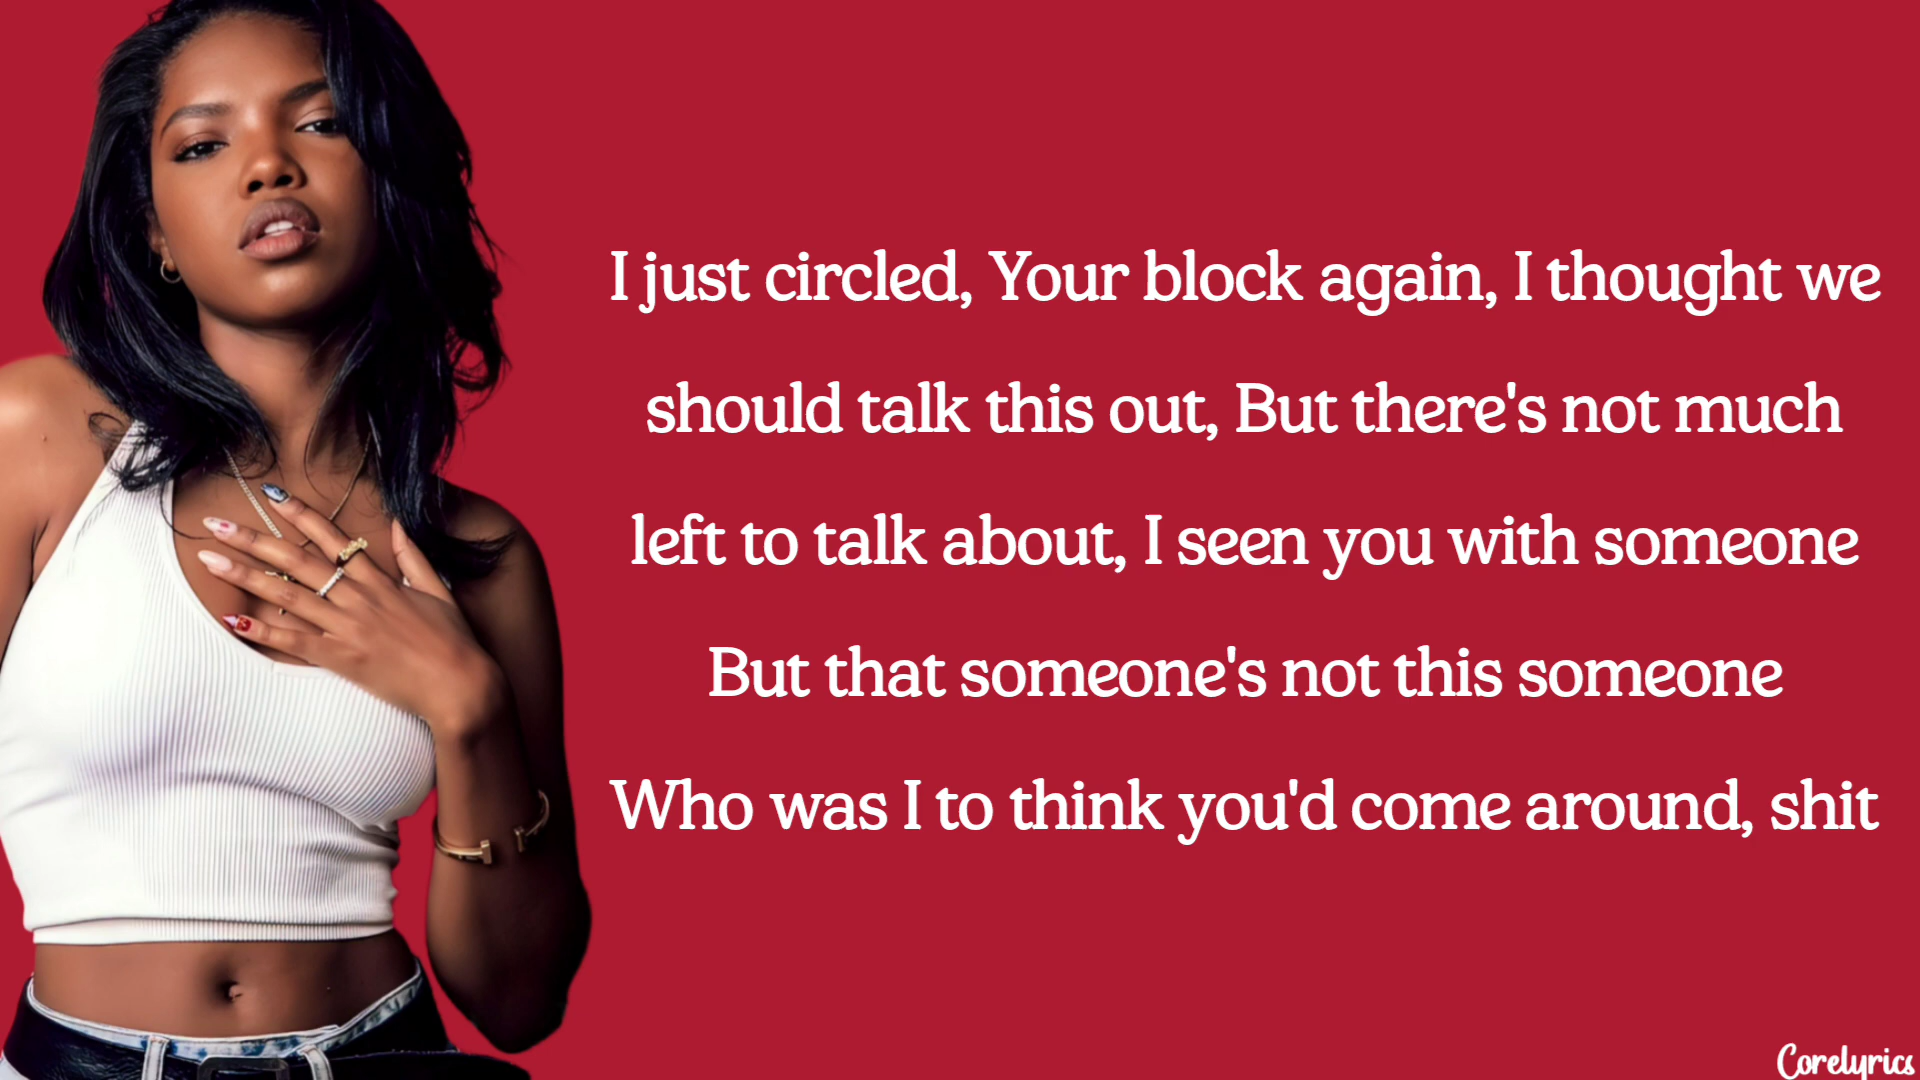 I just circled, Your block again, I thought we
should talk this out, But there's not much
left to talk about, I seen you with someone
But that someone's not this someone
Who was I to think you'd come around, shit
Corelyrics